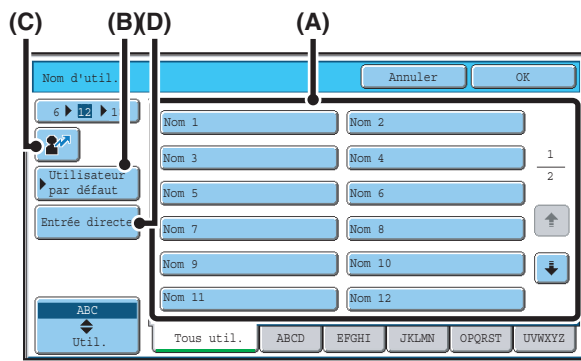 (C) (B)(D) (A)
Nom d'util.
Annuler
OK
6 12 1
Nom 1
Nom 2
Nom 3
Nom 4
1
2
Utilisateur
par défaut
Nom 5
Nom 6
Entrée directe
Nom 7
Nom 8
Nom 9
Nom 10
Nom 11
Nom 12
ABC
Util.
Tous util.
ABCD
EFGHI
JKLMN
OPQRST
UVWXYZ